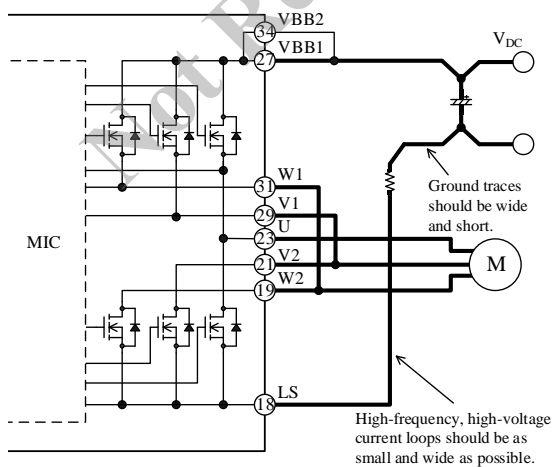 Not R
VBB2
34
VBB1
27
VDC
+
W1
31
V1
29
U
23
V2
21
W2
19
MIC
M
Ground traces
should be wide
and short.
LS
18
High-frequency, high-voltage
current loops should be as
small and wide as possible.